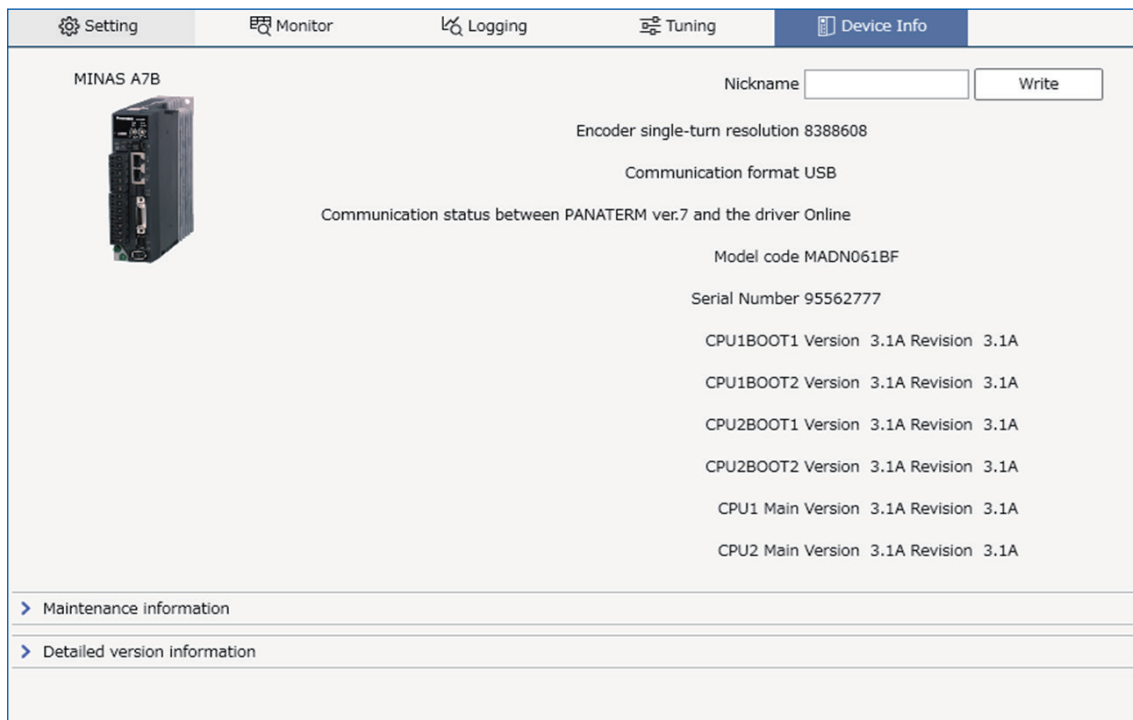 Setting Monitor Logging Tuning Device Info
MINAS A7B
Nickname Write
Encoder single-turn resolution 8388608
Communication format USB
Communication status between PANATERM ver.7 and the driver Online
Model code MADN061BF
Serial Number 95562777
CPU1BOOT1 Version 3.1A Revision 3.1A
CPU1BOOT2 Version 3.1A Revision 3.1A
CPU2BOOT1 Version 3.1A Revision 3.1A
CPU2BOOT2 Version 3.1A Revision 3.1A
CPU1 Main Version 3.1A Revision 3.1A
CPU2 Main Version 3.1A Revision 3.1A
Maintenance information
Detailed version information